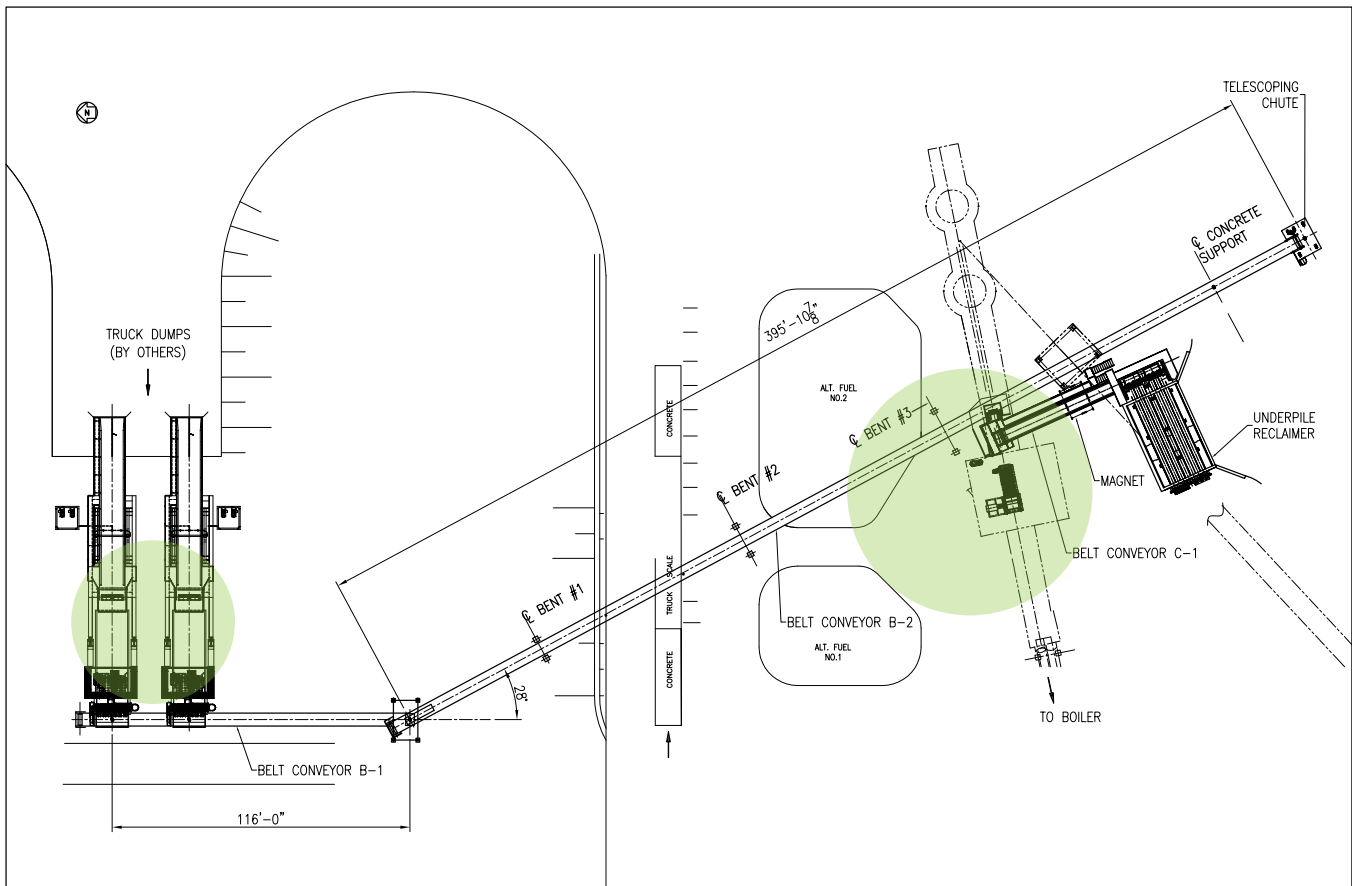 N
TELESCOPING
CHUTE
℄ CONCRETE
SUPPORT
TRUCK DUMPS
(BY OTHERS)
395'-10 7/8"
ALT. FUEL
NO.2
CONCRETE
℄ BENT #3
UNDERPILE
RECLAIMER
MAGNET
℄ BENT #2
BELT CONVEYOR C-1
TRUCK SCALE
℄ BENT #1
BELT CONVEYOR B-2
ALT. FUEL
NO.1
CONCRETE
28°
TO BOILER
BELT CONVEYOR B-1
116'-0"